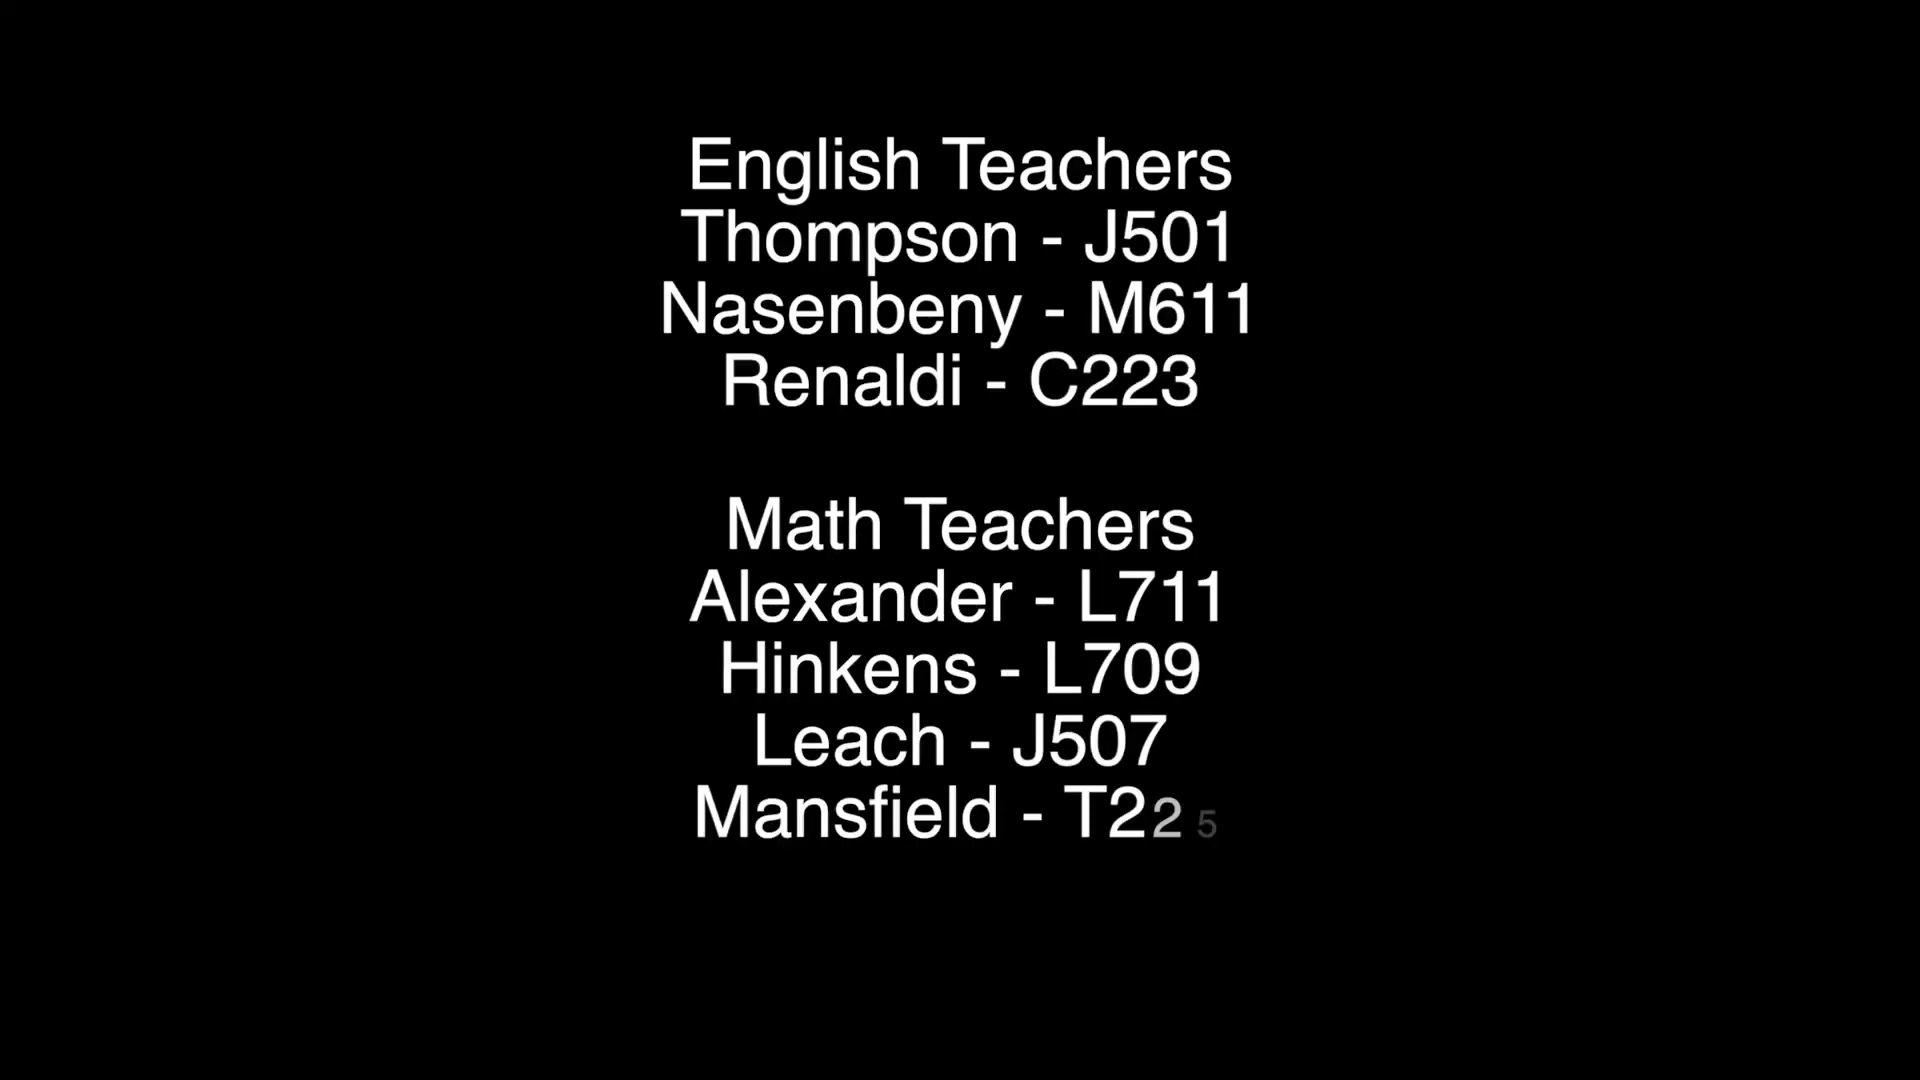 English Teachers
Thompson - J501
Nasenbeny - M611
Renaldi - C223
Math Teachers
Alexander - L711
Hinkens - L709
Leach - J507
Mansfield - T225